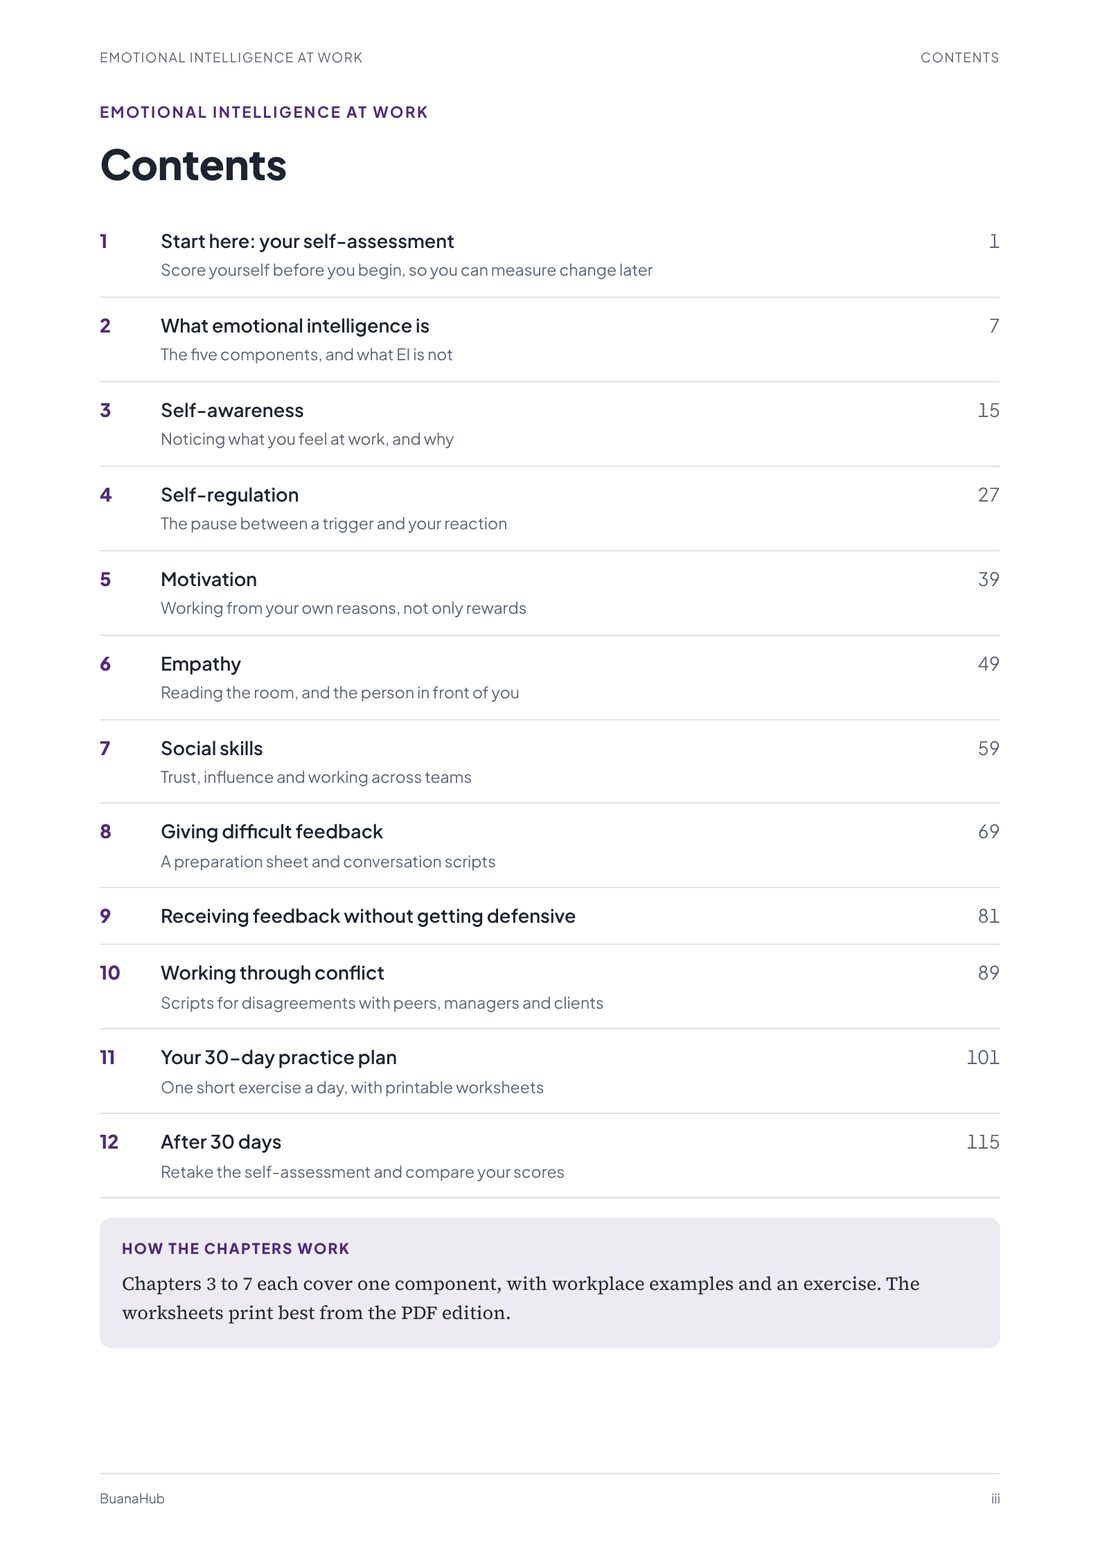 EMOTIONAL INTELLIGENCE AT WORK CONTENTS
EMOTIONAL INTELLIGENCE AT WORK
Contents
1 Start here: your self-assessment 1
Score yourself before you begin, so you can measure change later
2 What emotional intelligence is 7
The five components, and what EI is not
3 Self-awareness 15
Noticing what you feel at work, and why
4 Self-regulation 27
The pause between a trigger and your reaction
5 Motivation 39
Working from your own reasons, not only rewards
6 Empathy 49
Reading the room, and the person in front of you
7 Social skills 59
Trust, influence and working across teams
8 Giving difficult feedback 69
A preparation sheet and conversation scripts
9 Receiving feedback without getting defensive 81
10 Working through conflict 89
Scripts for disagreements with peers, managers and clients
11 Your 30-day practice plan 101
One short exercise a day, with printable worksheets
12 After 30 days 115
Retake the self-assessment and compare your scores
HOW THE CHAPTERS WORK
Chapters 3 to 7 each cover one component, with workplace examples and an exercise. The
worksheets print best from the PDF edition.
BuanaHub iii